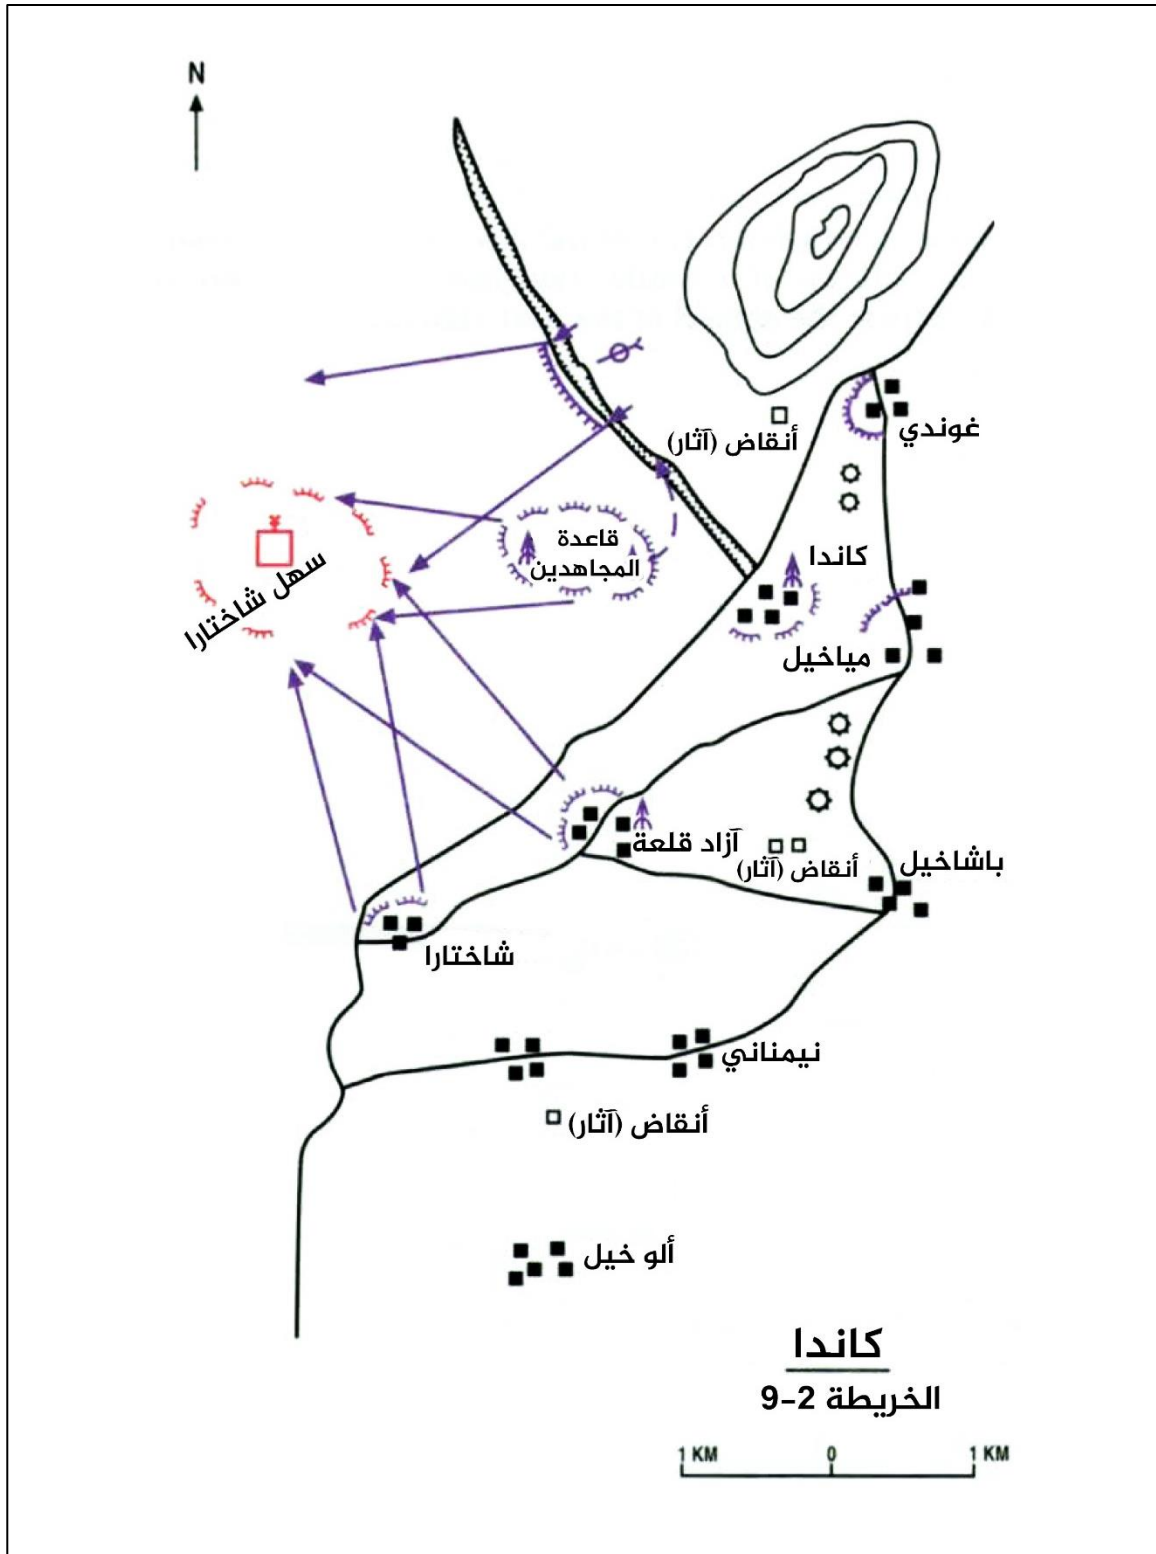 N
أنقاض (آثار)
غوندي
قاعدة
المجاهدين
كاندا
سهل شاختارا
مياخيل
آزاد قلعة
أنقاض (آثار)
باشاخيل
شاختارا
نيمناني
أنقاض (آثار)
ألو خيل
كاندا
الخريطة 2-9
1 KM 0 1 KM